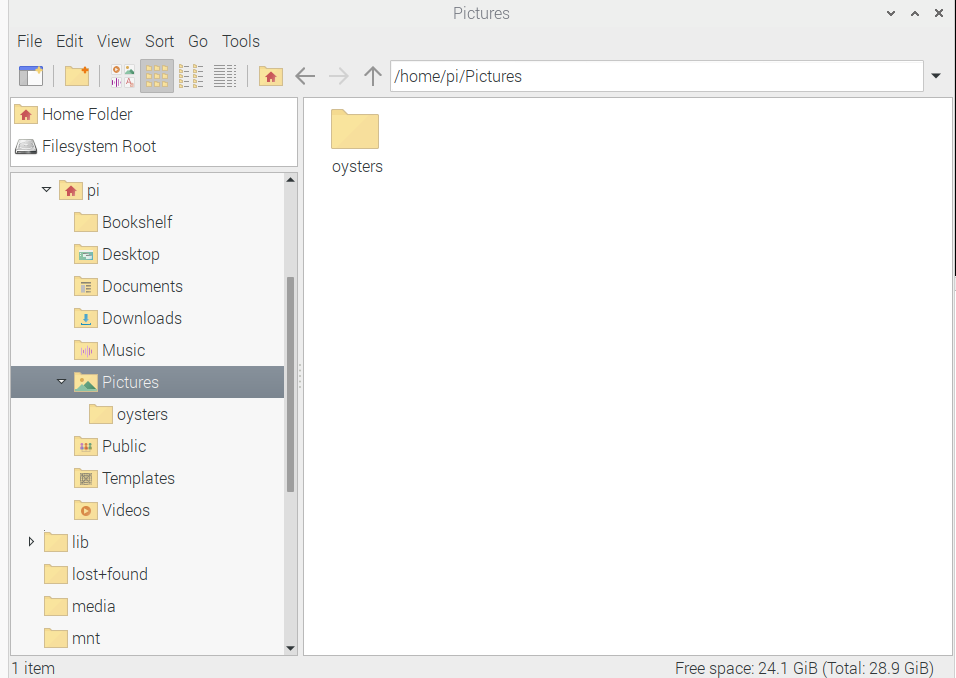 Pictures
File Edit View Sort Go Tools
/home/pi/Pictures
Home Folder
Filesystem Root
pi
Bookshelf
Desktop
Documents
Downloads
Music
Pictures
oysters
Public
Templates
Videos
lib
lost+found
media
mnt
oysters
1 item
Free space: 24.1 GiB (Total: 28.9 GiB)